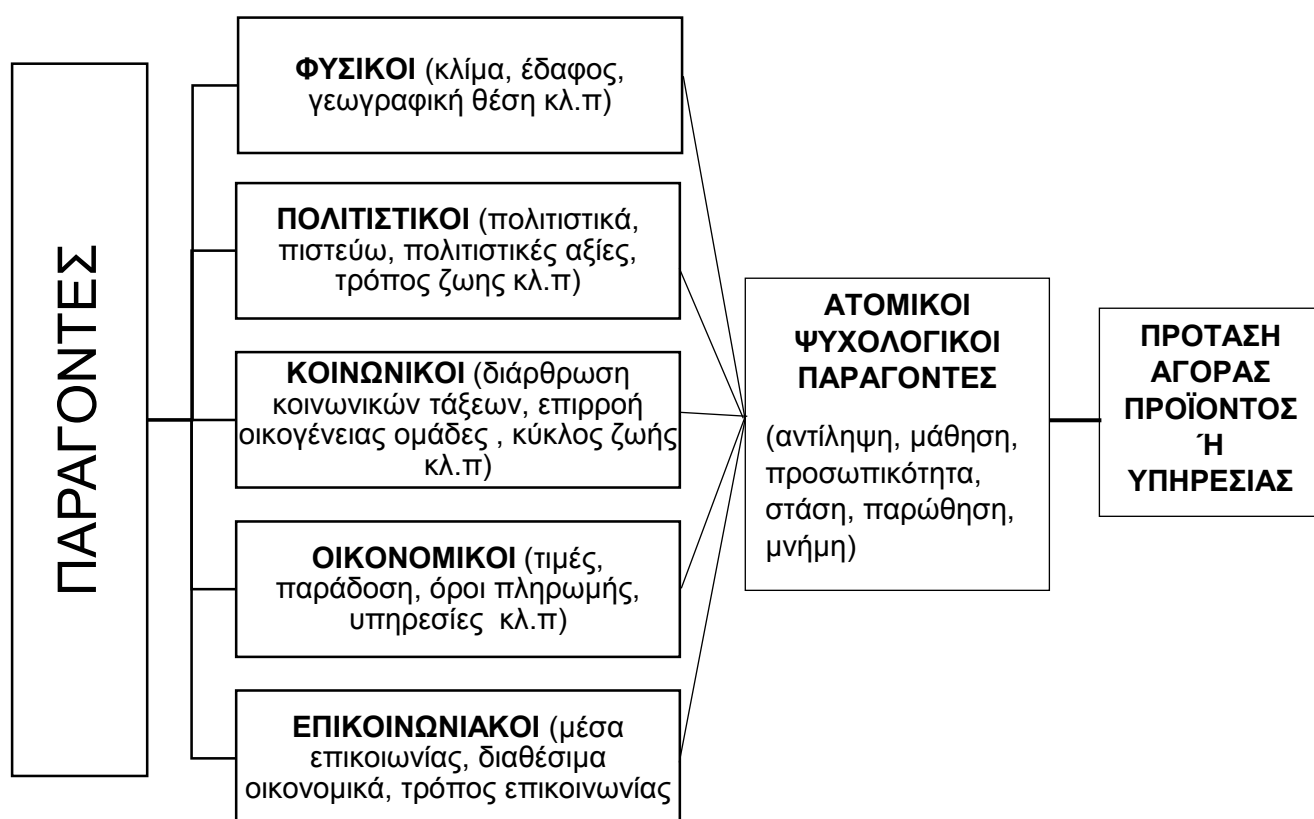 ΠΑΡΑΓΟΝΤΕΣ
ΦΥΣΙΚΟΙ (κλίμα, έδαφος,
γεωγραφική θέση κλ.π)
ΠΟΛΙΤΙΣΤΙΚΟΙ (πολιτιστικά,
πιστεύω, πολιτιστικές αξίες,
τρόπος ζωης κλ.π)
ΚΟΙΝΩΝΙΚΟΙ (διάρθρωση
κοινωνικών τάξεων, επιρροή
οικογένειας ομάδες , κύκλος ζωής
κλ.π)
ΟΙΚΟΝΟΜΙΚΟΙ (τιμές,
παράδοση, όροι πληρωμής,
υπηρεσίες κλ.π)
ΕΠΙΚΟΙΝΩΝΙΑΚΟΙ (μέσα
επικοιωνίας, διαθέσιμα
οικονομικά, τρόπος επικοινωνίας
ΑΤΟΜΙΚΟΙ
ΨΥΧΟΛΟΓΙΚΟΙ
ΠΑΡΑΓΟΝΤΕΣ
(αντίληψη, μάθηση,
προσωπικότητα,
στάση, παρώθηση,
μνήμη)
ΠΡΟΤΑΣΗ
ΑΓΟΡΑΣ
ΠΡΟΪΟΝΤΟΣ
Ή
ΥΠΗΡΕΣΙΑΣ